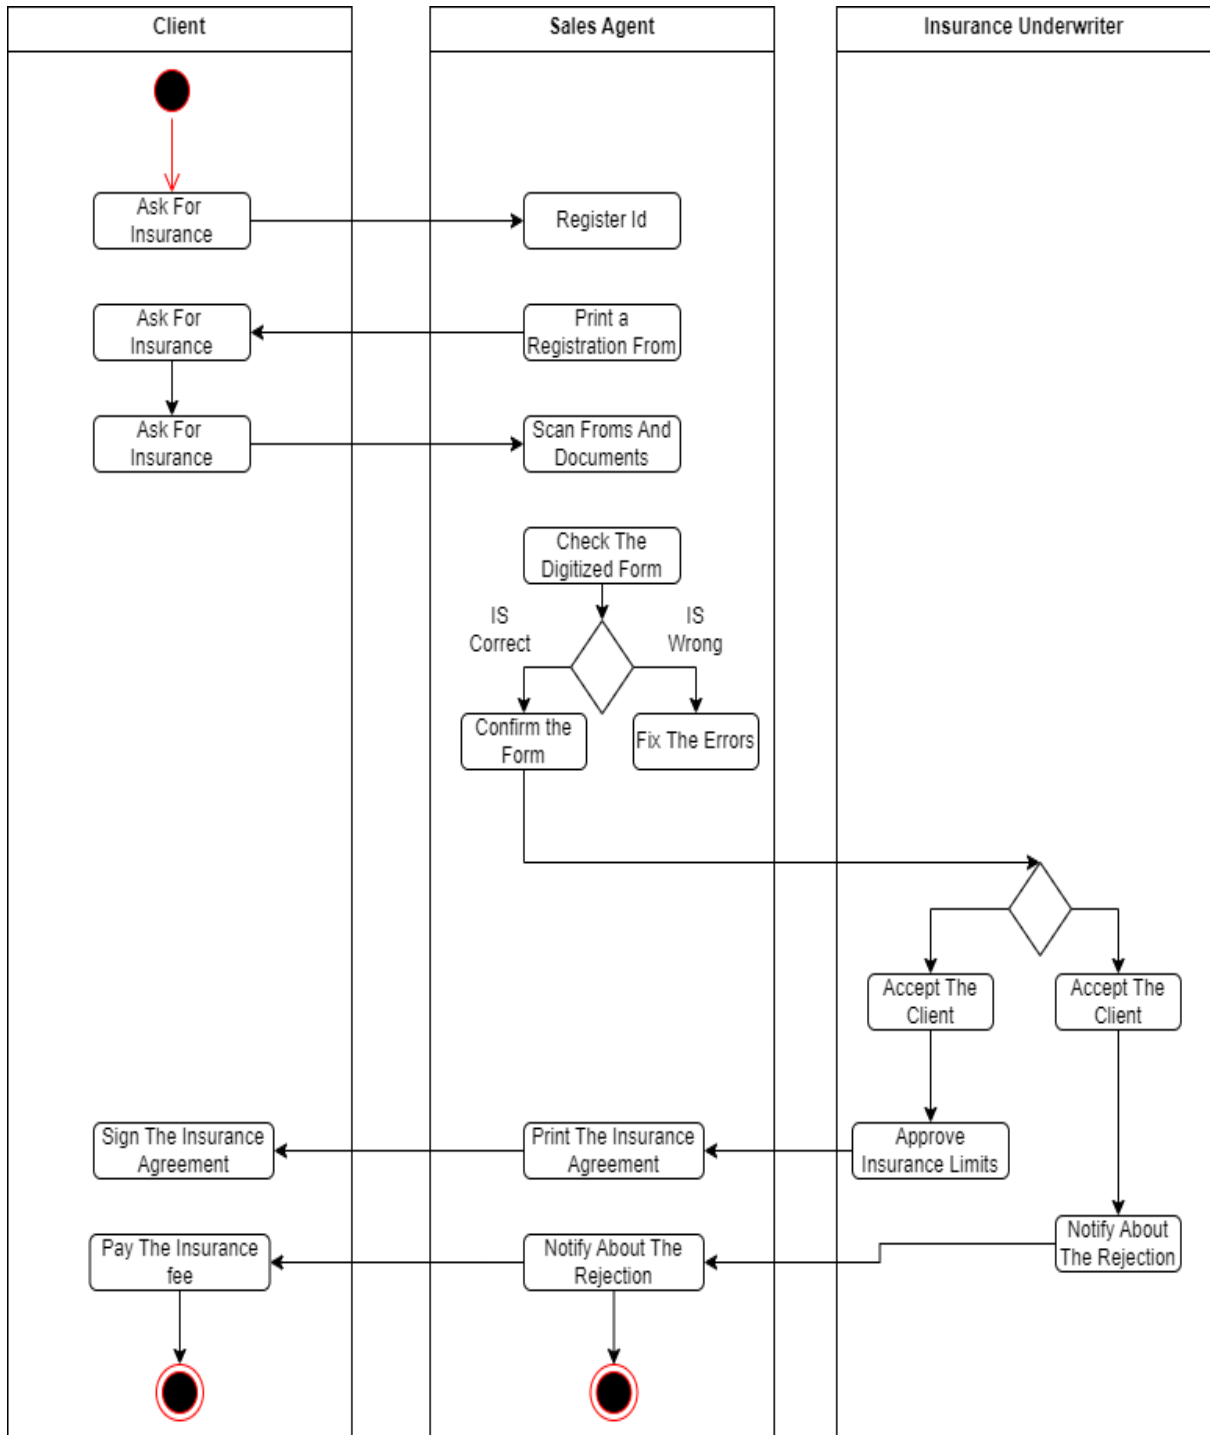 Client
Sales Agent
Insurance Underwriter
Ask For
Insurance
Register Id
Ask For
Insurance
Print a
Registration From
Ask For
Insurance
Scan Froms And
Documents
Check The
Digitized Form
IS
Correct
IS
Wrong
Confirm the
Form
Fix The Errors
Accept The
Client
Accept The
Client
Sign The Insurance
Agreement
Print The Insurance
Agreement
Approve
Insurance Limits
Pay The Insurance
fee
Notify About The
Rejection
Notify About
The Rejection